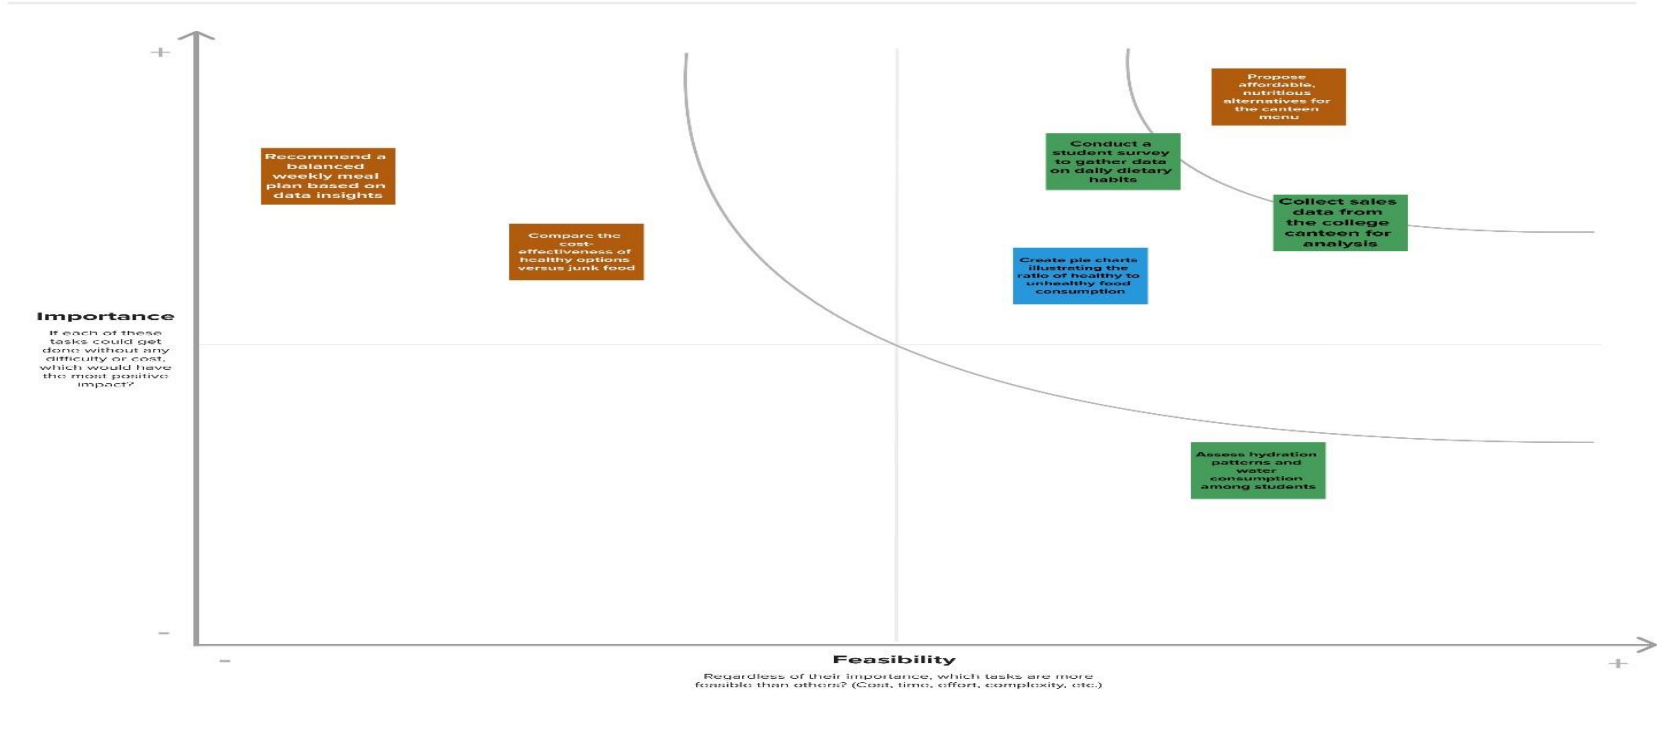 +
Propose
affordable,
nutritious
alternatives for
the canteen
menu
Conduct a
student survey
to gather data
on daily dietary
habits
Recommend a
balanced
weekly meal
plan based on
data insights
Collect sales
data from
the college
canteen for
analysis
Compare the
cost-
effectiveness of
healthy options
versus junk food
Create pie charts
illustrating the
ratio of healthy to
unhealthy food
consumption
Importance
If each of these
tasks could get
done without any
difficulty or cost,
which would have
the most positive
impact?
Assess hydration
patterns and
water
consumption
among students
-
-
Feasibility
+
Regardless of their importance, which tasks are more
feasible than others? (Cost, time, effort, complexity, etc.)